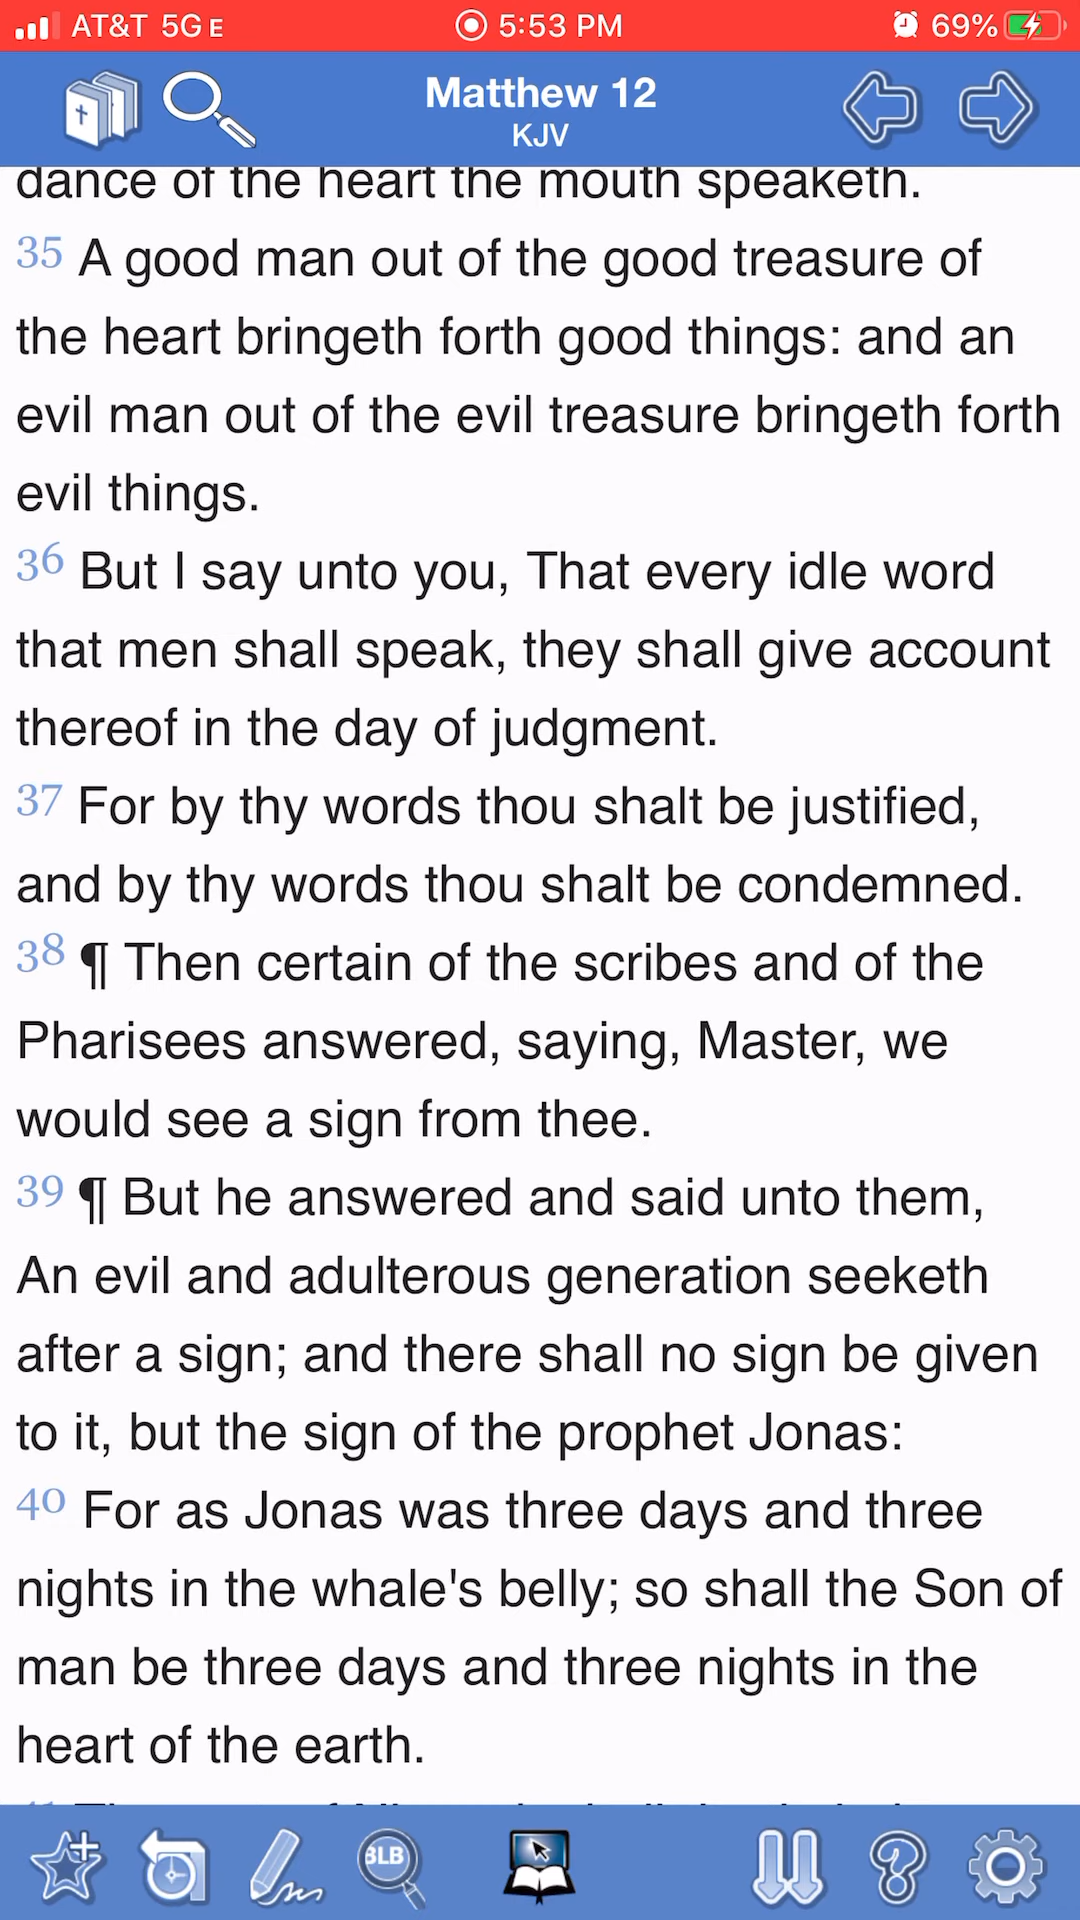 AT&T 5GE 5:53 PM 69%
Matthew 12
KJV
dance of the heart the mouth speaketh.
35 A good man out of the good treasure of
the heart bringeth forth good things: and an
evil man out of the evil treasure bringeth forth
evil things.
36 But I say unto you, That every idle word
that men shall speak, they shall give account
thereof in the day of judgment.
37 For by thy words thou shalt be justified,
and by thy words thou shalt be condemned.
38 ¶ Then certain of the scribes and of the
Pharisees answered, saying, Master, we
would see a sign from thee.
39 ¶ But he answered and said unto them,
An evil and adulterous generation seeketh
after a sign; and there shall no sign be given
to it, but the sign of the prophet Jonas:
40 For as Jonas was three days and three
nights in the whale's belly; so shall the Son of
man be three days and three nights in the
heart of the earth.
BLB